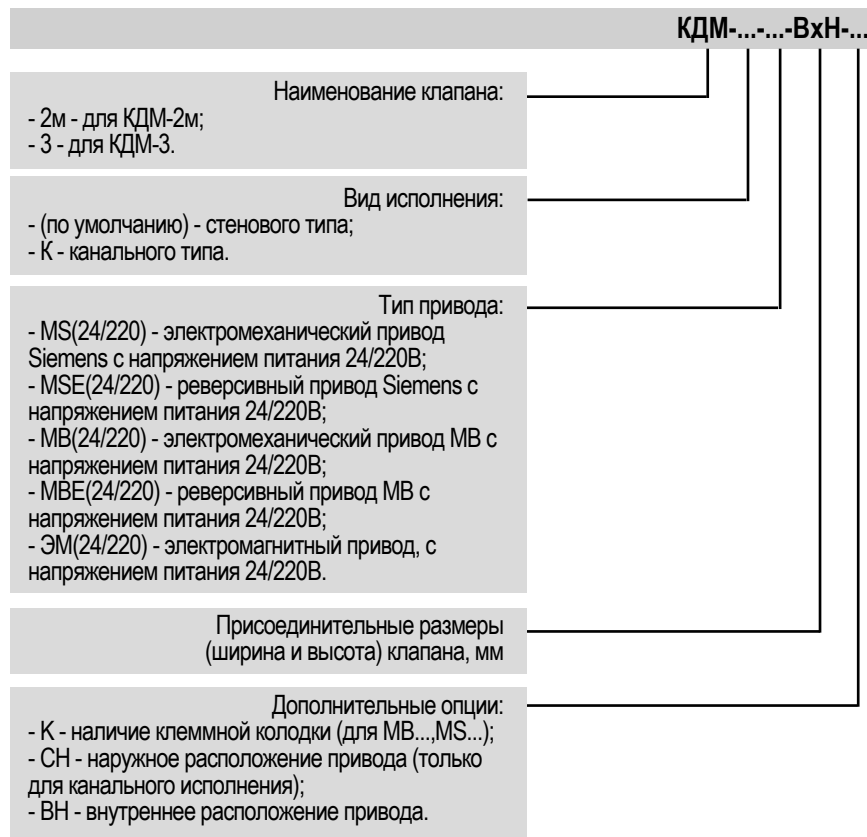 КДМ-...-...-ВхН-...
Наименование клапана:
- 2м - для КДМ-2м;
- 3 - для КДМ-3.
Вид исполнения:
- (по умолчанию) - стенового типа;
- К - канального типа.
Тип привода:
- MS(24/220) - электромеханический привод
Siemens с напряжением питания 24/220В;
- MSE(24/220) - реверсивный привод Siemens с
напряжением питания 24/220В;
- MB(24/220) - электромеханический привод MB с
напряжением питания 24/220В;
- MBE(24/220) - реверсивный привод MB с
напряжением питания 24/220В;
- ЭМ(24/220) - электромагнитный привод, с
напряжением питания 24/220В.
Присоединительные размеры
(ширина и высота) клапана, мм
Дополнительные опции:
- К - наличие клеммной колодки (для MB...,MS...);
- СН - наружное расположение привода (только
для канального исполнения);
- ВН - внутреннее расположение привода.